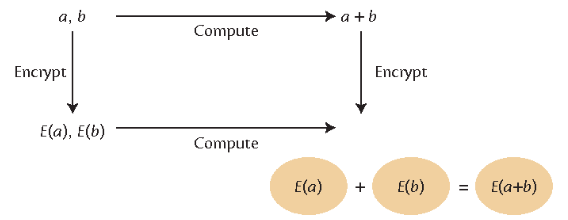 a, b
a + b
Compute
Encrypt
Encrypt
E(a), E(b)
Compute
E(a) + E(b) = E(a+b)